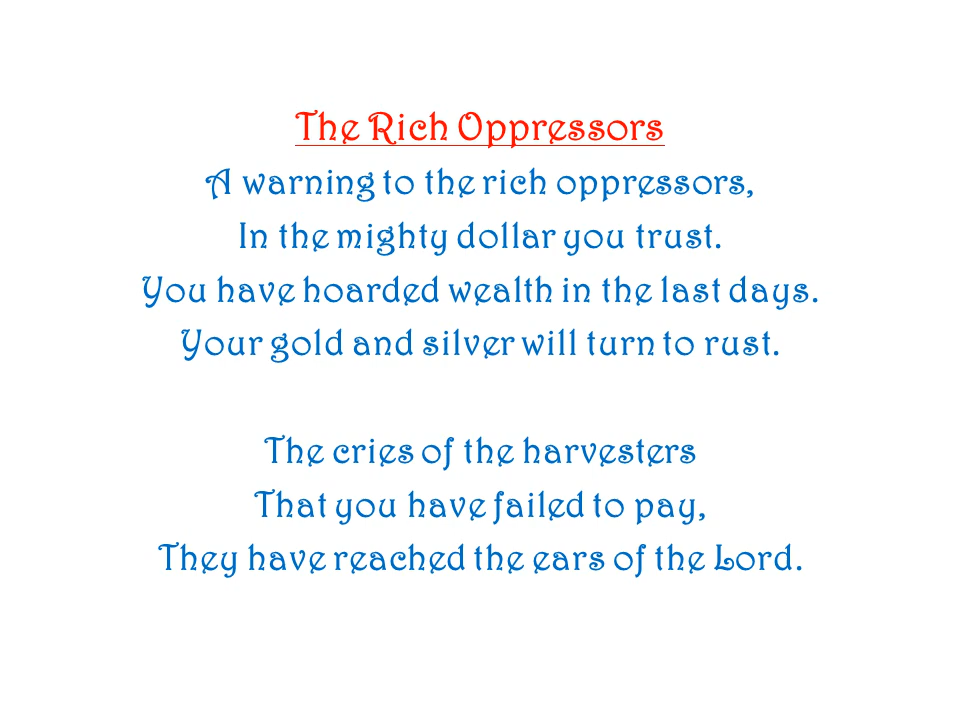 The Rich Oppressors
A warning to the rich oppressors,
In the mighty dollar you trust.
You have hoarded wealth in the last days.
Your gold and silver will turn to rust.
The cries of the harvesters
That you have failed to pay,
They have reached the ears of the Lord.